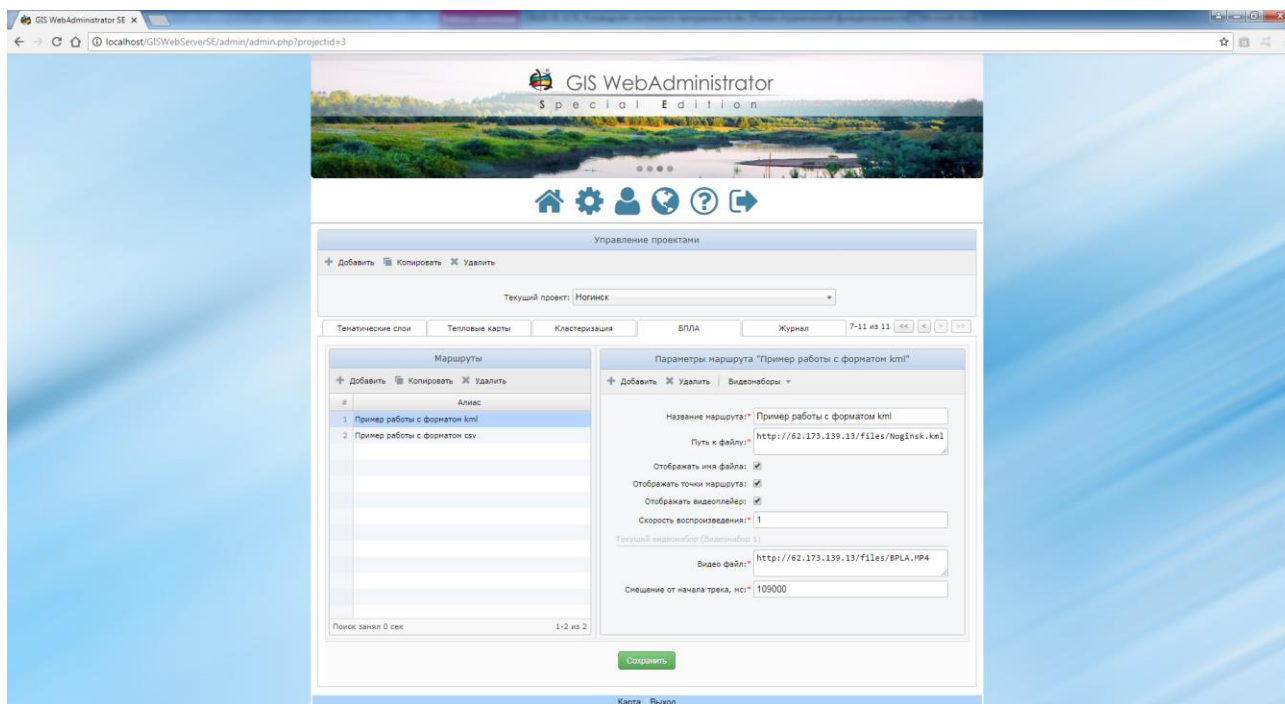 GIS WebAdministrator SE
localhost/GISWebServerSE/admin/admin.php?projectid=3
GIS WebAdministrator
Special Edition
Управление проектами
Добавить Копировать Удалить
Текущий проект: Ногинск
Тематические слои Тепловые карты Кластеризация БПЛА Журнал 7-11 из 11 << < > >>
Маршруты
Добавить Копировать Удалить
# Алиас
1 Пример работы с форматом kml
2 Пример работы с форматом csv
Поиск занял 0 сек 1-2 из 2
Параметры маршрута "Пример работы с форматом kml"
Добавить Удалить Видеонаборы
Название маршрута:* Пример работы с форматом kml
Путь к файлу:* http://62.173.139.13/files/Noginsk.kml
Отображать имя файла:
Отображать точки маршрута:
Отображать видеоплейер:
Скорость воспроизведения:* 1
Текущий видеонабор (Видеонабор 1)
Видео файл:* http://62.173.139.13/files/BPLA.MP4
Смещение от начала трека, мс:* 109000
Сохранить
Карта Выход